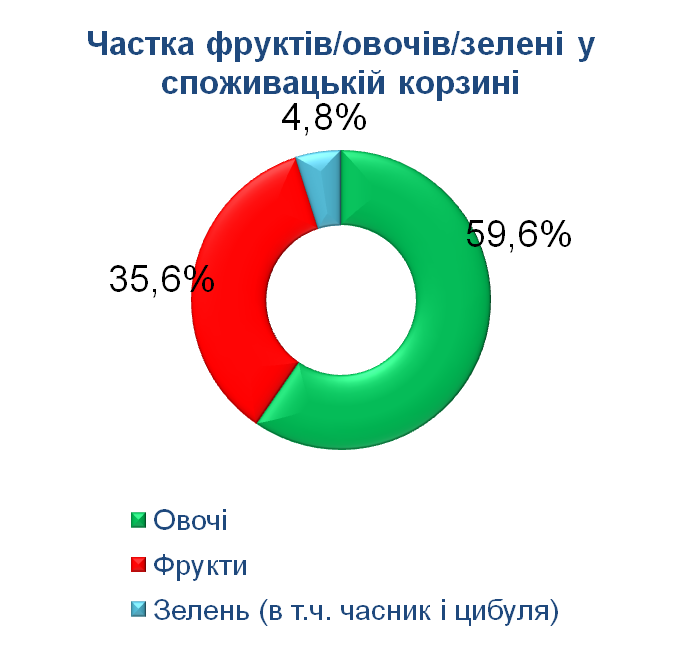 Частка фруктів/овочів/зелені у
споживацькій корзині
4,8%
59,6%
35,6%
Овочі
Фрукти
Зелень (в т.ч. часник і цибуля)